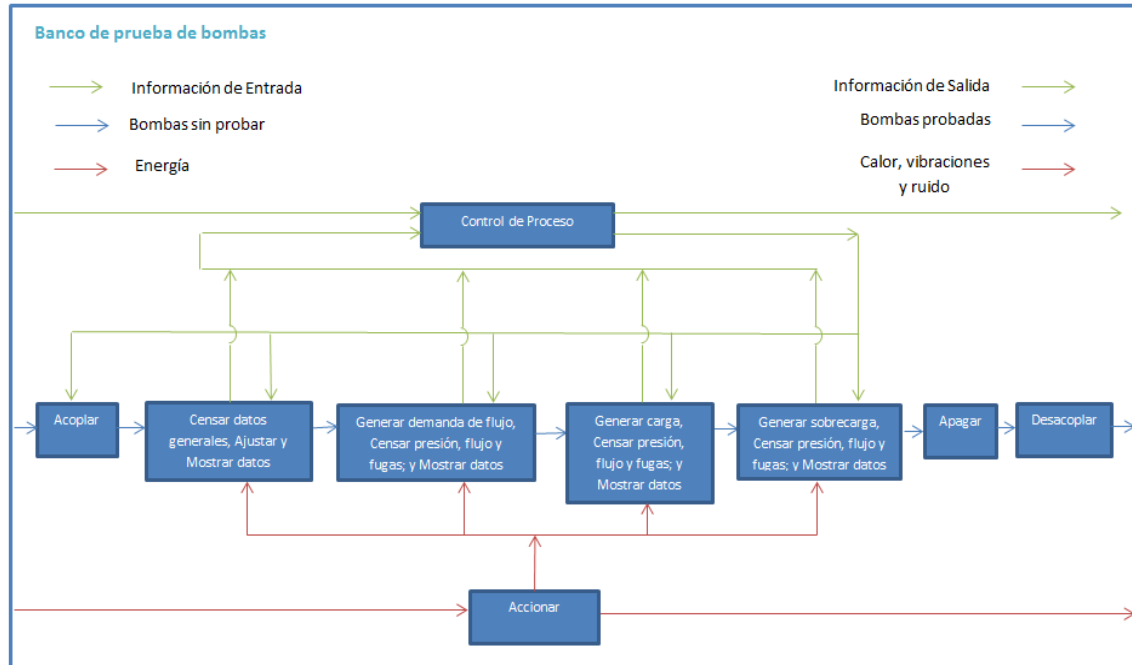 Banco de prueba de bombas
Información de Entrada
Información de Salida
Bombas sin probar
Bombas probadas
Energía
Calor, vibraciones
y ruido
Control de Proceso
Acoplar
Censar datos
generales, Ajustar y
Mostrar datos
Generar demanda de flujo,
Censar presión, flujo y
fugas; y Mostrar datos
Generar carga,
Censar presión,
flujo y fugas; y
Mostrar datos
Generar sobrecarga,
Censar presión, flujo y
fugas; y Mostrar datos
Apagar
Desacoplar
Accionar